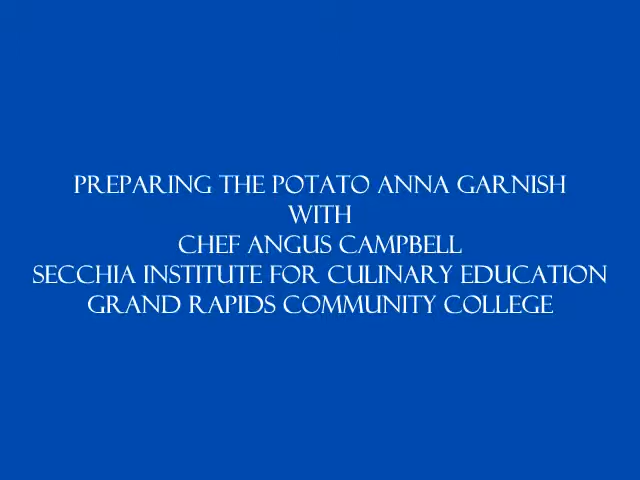 PREPARING THE POTATO ANNA GARNISH
WITH
CHEF ANGUS CAMPBELL
SECCHIA INSTITUTE FOR CULINARY EDUCATION
GRAND RAPIDS COMMUNITY COLLEGE